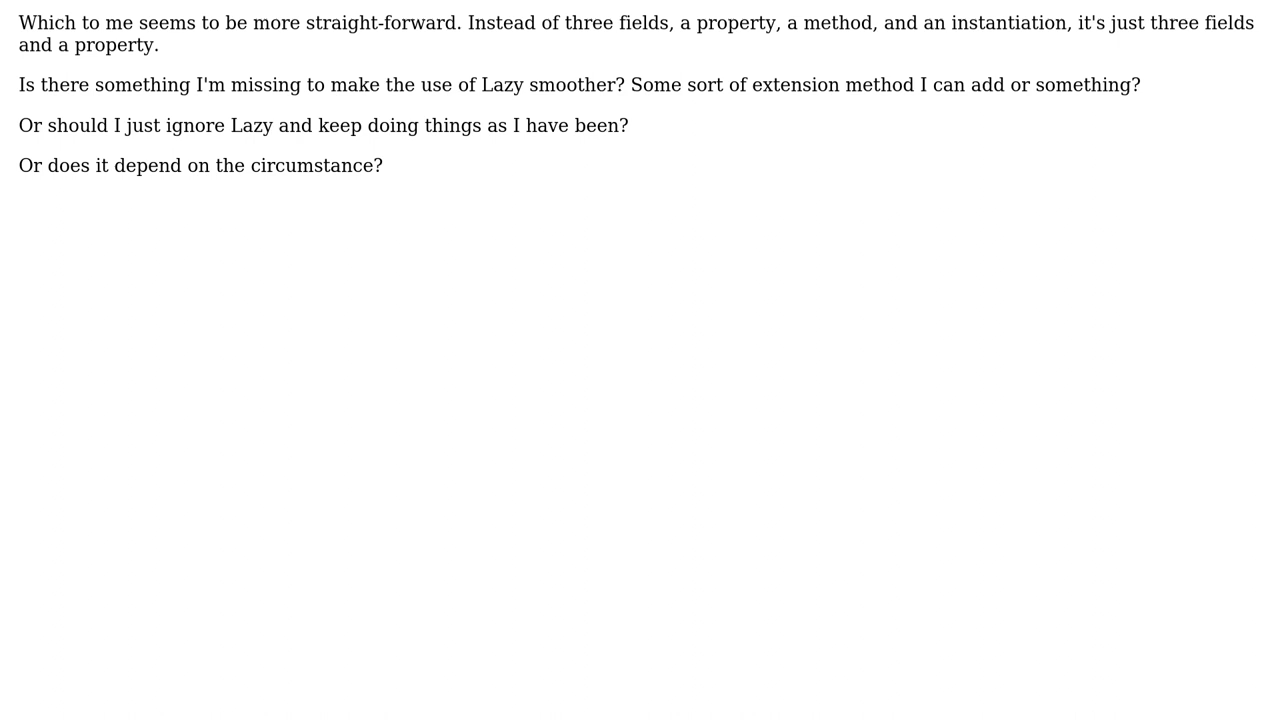 Which to me seems to be more straight-forward. Instead of three fields, a property, a method, and an instantiation, it's just three fields
and a property.
Is there something I'm missing to make the use of Lazy smoother? Some sort of extension method I can add or something?
Or should I just ignore Lazy and keep doing things as I have been?
Or does it depend on the circumstance?